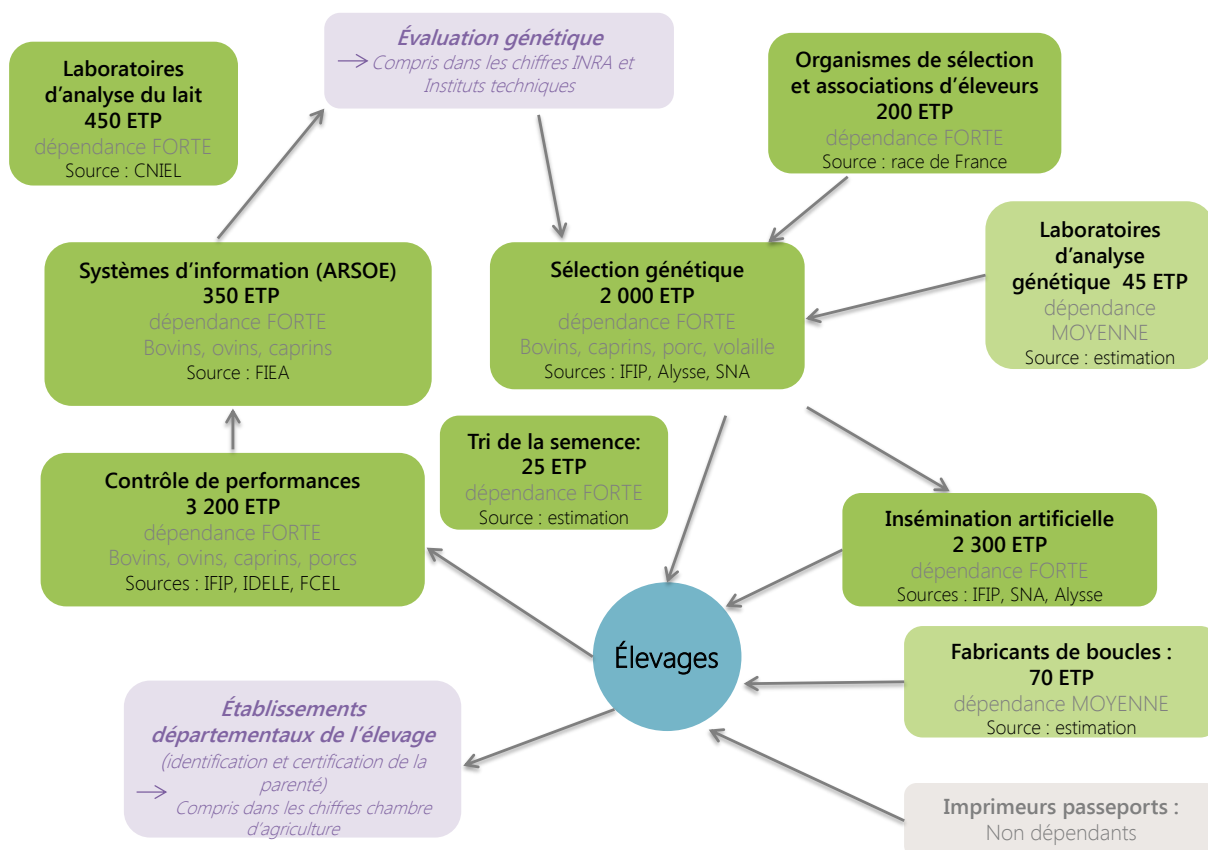 Évaluation génétique
→ Compris dans les chiffres INRA et
Instituts techniques
Laboratoires
d'analyse du lait
450 ETP
dépendance FORTE
Source : CNIEL
Organismes de sélection
et associations d'éleveurs
200 ETP
dépendance FORTE
Source : race de France
Systèmes d'information (ARSOE)
350 ETP
dépendance FORTE
Bovins, ovins, caprins
Source : FIEA
Sélection génétique
2 000 ETP
dépendance FORTE
Bovins, caprins, porc, volaille
Sources : IFIP, Alysse, SNA
Laboratoires
d'analyse
génétique 45 ETP
dépendance
MOYENNE
Source : estimation
Contrôle de performances
3 200 ETP
dépendance FORTE
Bovins, ovins, caprins, porcs
Sources : IFIP, IDELE, FCEL
Tri de la semence:
25 ETP
dépendance FORTE
Source : estimation
Insémination artificielle
2 300 ETP
dépendance FORTE
Sources : IFIP, SNA, Alysse
Élevages
Fabricants de boucles :
70 ETP
dépendance MOYENNE
Source : estimation
Établissements
départementaux de l'élevage
(identification et certification de la
parenté)
→ Compris dans les chiffres chambre
d'agriculture
Imprimeurs passeports :
Non dépendants